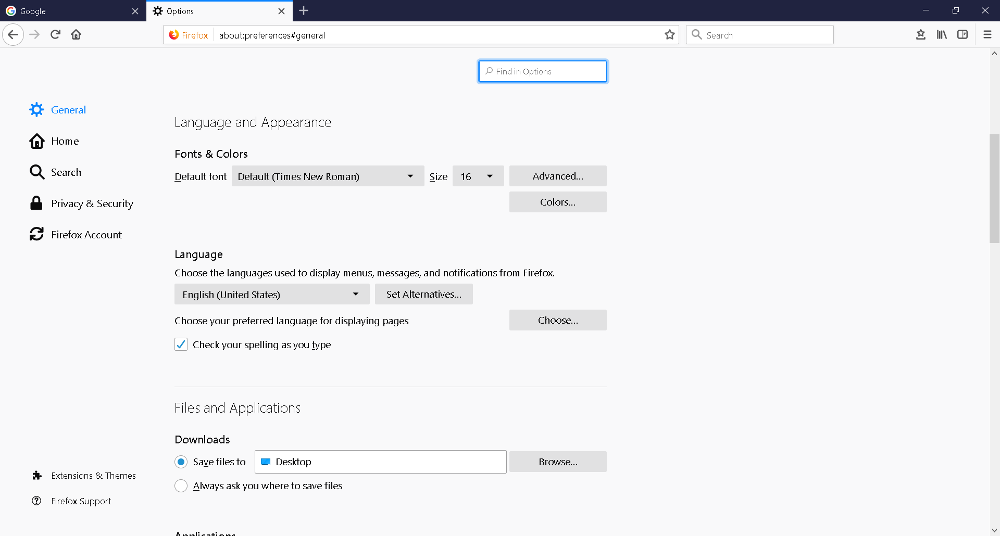 Google
Options
Firefox
about:preferences#general
Search
Find in Options
General
Home
Search
Privacy & Security
Firefox Account
Extensions & Themes
Firefox Support
Language and Appearance
Fonts & Colors
Default font Default (Times New Roman) Size 16 Advanced...
Colors...
Language
Choose the languages used to display menus, messages, and notifications from Firefox.
English (United States) Set Alternatives...
Choose your preferred language for displaying pages Choose...
Check your spelling as you type
Files and Applications
Downloads
Save files to Desktop Browse...
Always ask you where to save files
Applications